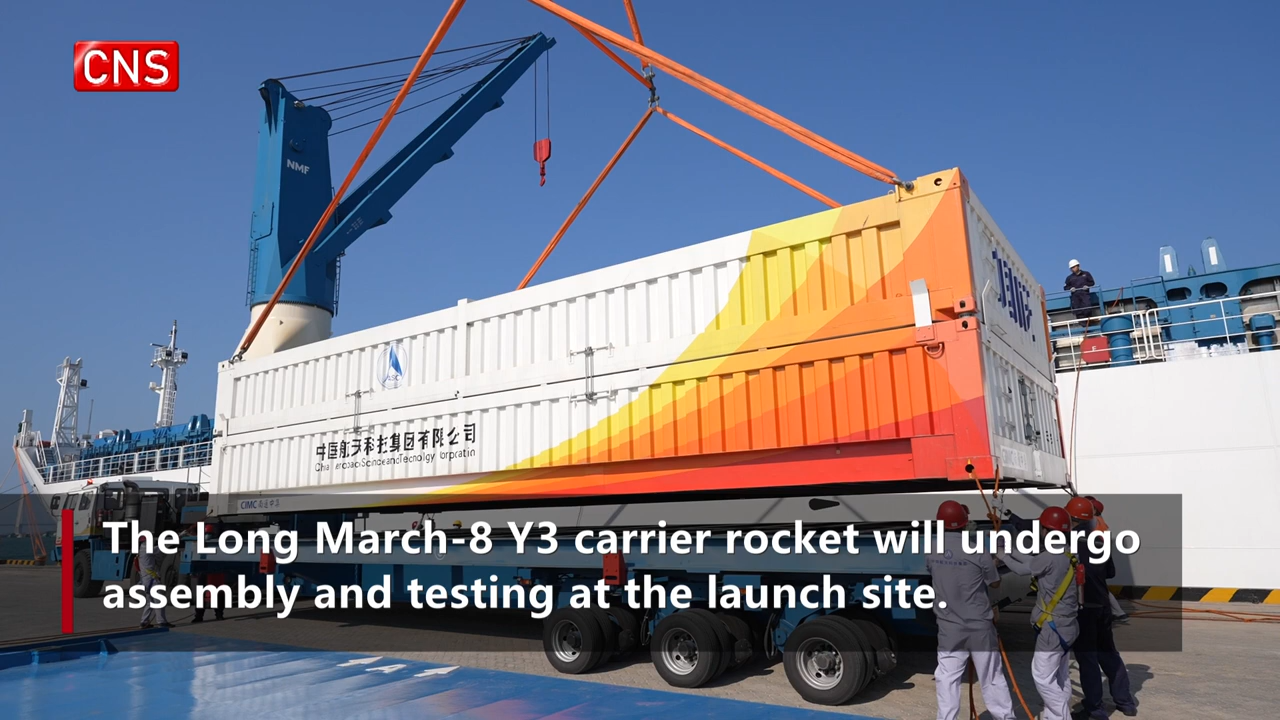 CNS
NMF
中国航天科技集团有限公司
CIMC
The Long March-8 Y3 carrier rocket will undergo
assembly and testing at the launch site.